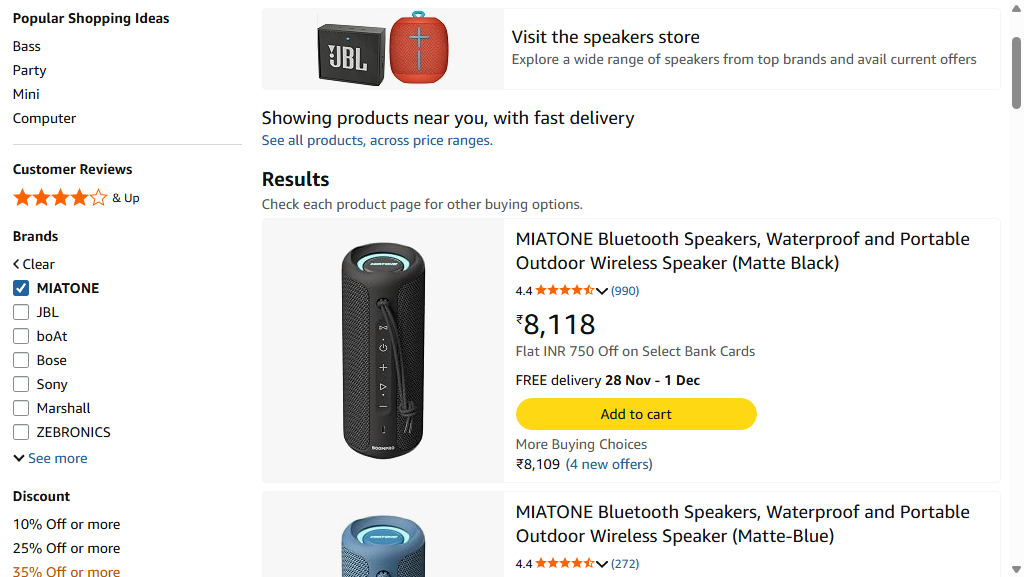 Popular Shopping Ideas
Bass
Party
Mini
Computer
Customer Reviews
& Up
Brands
Clear
MIATONE
JBL
boAt
Bose
Sony
Marshall
ZEBRONICS
See more
Discount
10% Off or more
25% Off or more
35% Off or more
JBL
Visit the speakers store
Explore a wide range of speakers from top brands and avail current offers
Showing products near you, with fast delivery
See all products, across price ranges.
Results
Check each product page for other buying options.
MIATONE
BOOMPRO
MIATONE Bluetooth Speakers, Waterproof and Portable
Outdoor Wireless Speaker (Matte Black)
4.4 (990)
₹8,118
Flat INR 750 Off on Select Bank Cards
FREE delivery 28 Nov - 1 Dec
Add to cart
More Buying Choices
₹8,109 (4 new offers)
MIATONE Bluetooth Speakers, Waterproof and Portable
Outdoor Wireless Speaker (Matte-Blue)
4.4 (272)